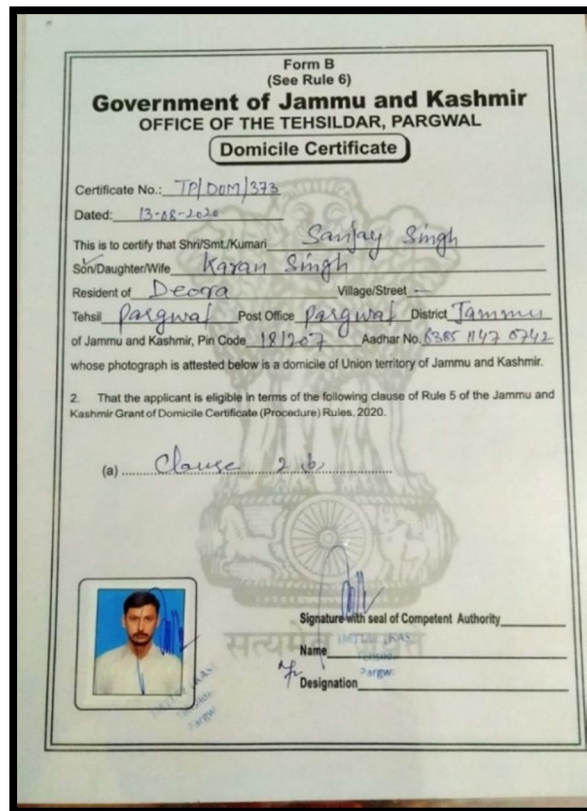 Form B
(See Rule 6)
Government of Jammu and Kashmir
OFFICE OF THE TEHSILDAR, PARGWAL
Domicile Certificate
Certificate No.: TP/DOM/373
Dated: 13-08-2020
This is to certify that Shri/Smt./Kumari Sanjay Singh
Son/Daughter/Wife Karan Singh
Resident of Deora Village/Street —
Tehsil Pargwal Post Office Pargwal District Jammu
of Jammu and Kashmir, Pin Code 181207 Aadhar No. 6385 1147 0742
whose photograph is attested below is a domicile of Union territory of Jammu and Kashmir.
2. That the applicant is eligible in terms of the following clause of Rule 5 of the Jammu and
Kashmir Grant of Domicile Certificate (Procedure) Rules, 2020.
(a) Clause 2
Signature with seal of Competent Authority
सत्यमेव
Name
Designation